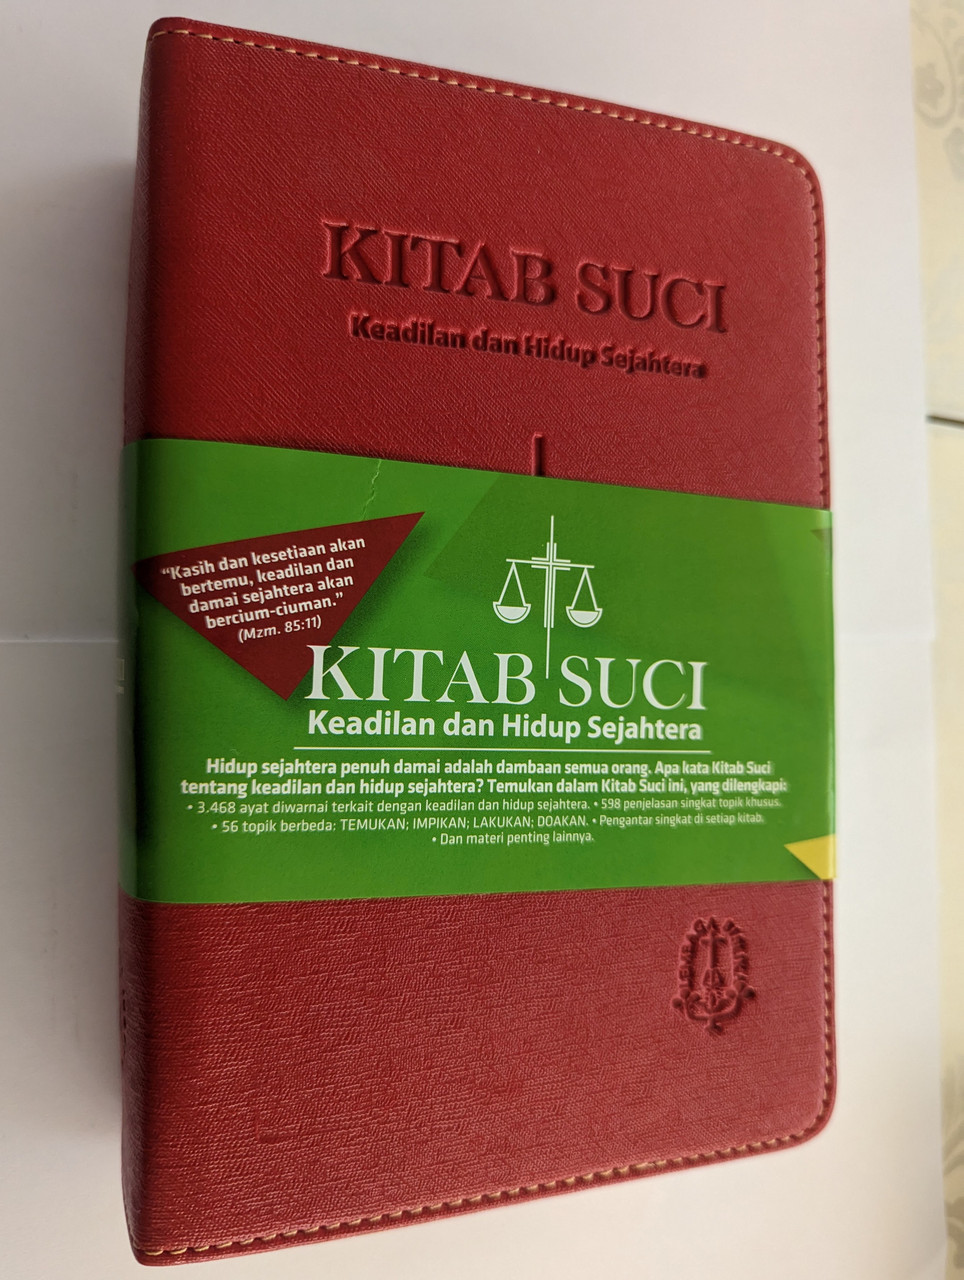 KITAB SUCI
Keadilan dan Hidup Sejahtera
“Kasih dan kesetiaan akan
bertemu, keadilan dan
damai sejahtera akan
bercium-ciuman.”
(Mzm. 85:11)
KITAB SUCI
Keadilan dan Hidup Sejahtera
Hidup sejahtera penuh damai adalah dambaan semua orang. Apa kata Kitab Suci
tentang keadilan dan hidup sejahtera? Temukan dalam Kitab Suci ini, yang dilengkapi:
• 3.468 ayat diwarnai terkait dengan keadilan dan hidup sejahtera. • 598 penjelasan singkat topik khusus.
• 56 topik berbeda: TEMUKAN; IMPIKAN; LAKUKAN; DOAKAN. • Pengantar singkat di setiap kitab.
• Dan materi penting lainnya.